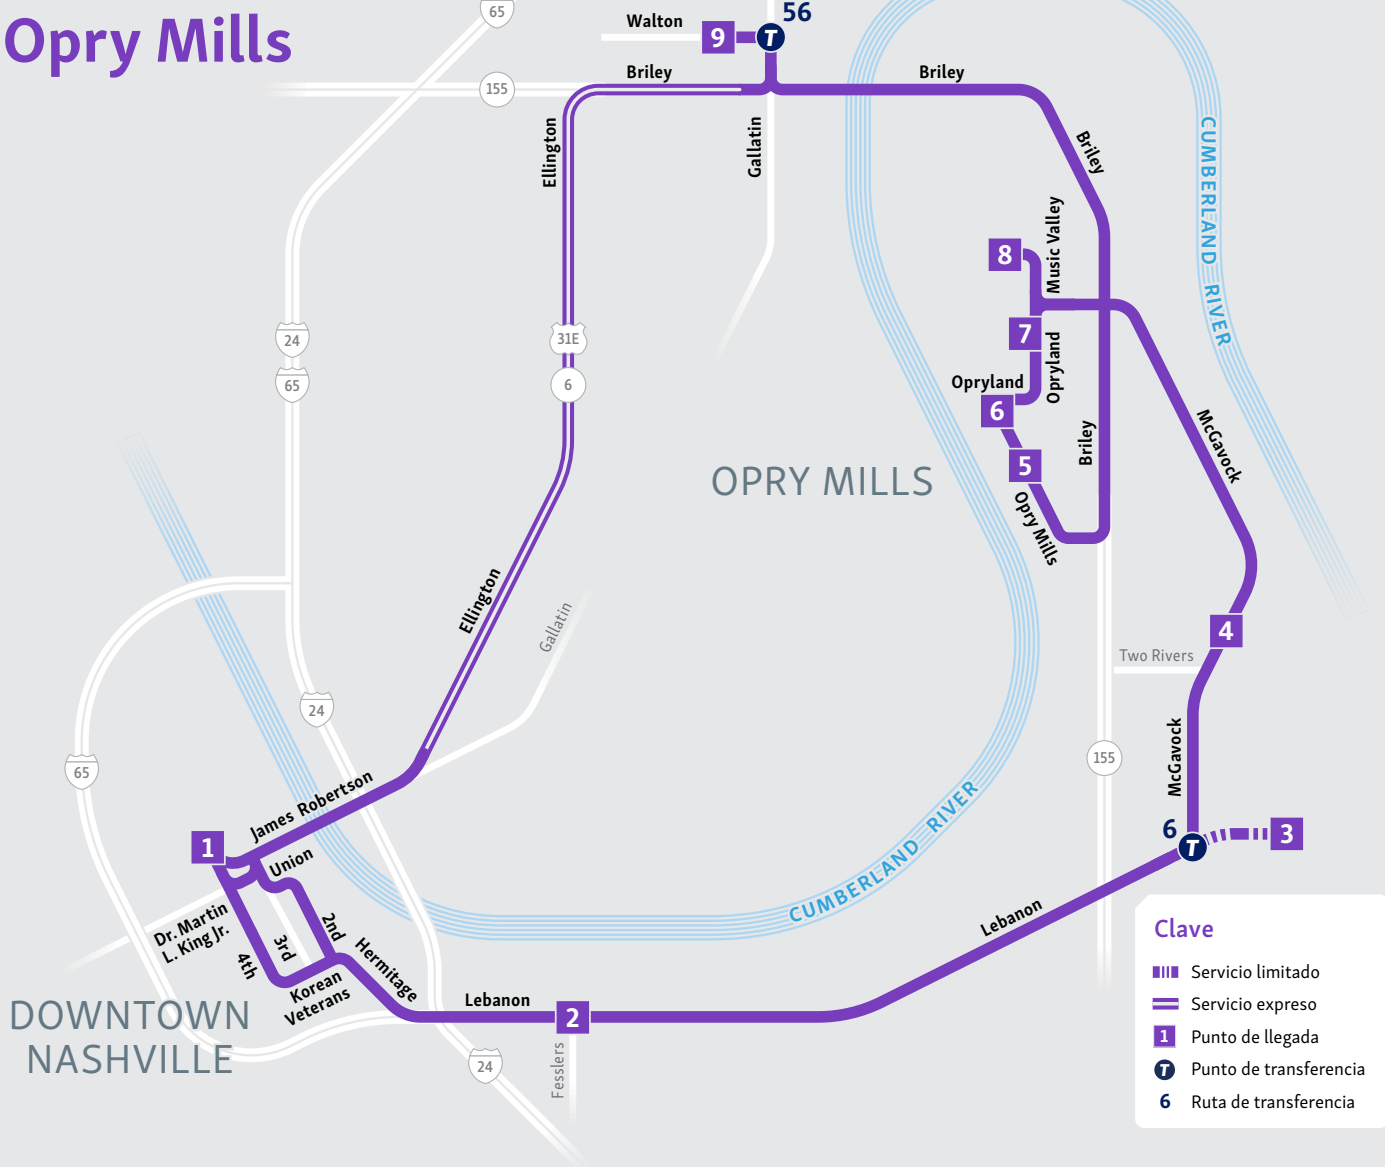 Opry Mills
65
Walton
9
T
56
155
Briley
Briley
Ellington
Gallatin
Briley
CUMBERLAND RIVER
8
Music Valley
7
Opryland
Opryland
6
5
Opry Mills
Briley
McGavock
24
65
31E
6
OPRY MILLS
Ellington
Gallatin
4
Two Rivers
McGavock
155
24
65
James Robertson
1
Union
Dr. Martin
L. King Jr.
4th
3rd
2nd
Korean
Veterans
Hermitage
CUMBERLAND RIVER
6
T
3
Lebanon
Lebanon
2
Fesslers
24
DOWNTOWN
NASHVILLE
Clave
Servicio limitado
Servicio expreso
1 Punto de llegada
T Punto de transferencia
6 Ruta de transferencia